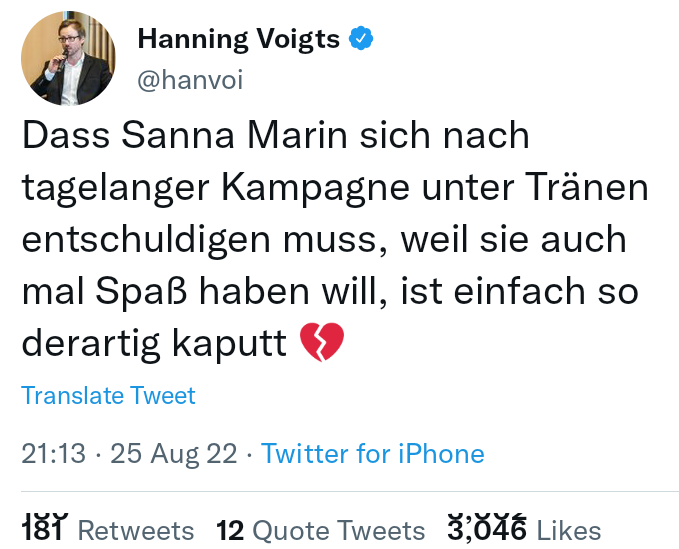 Hanning Voigts
@hanvoi
Dass Sanna Marin sich nach
tagelanger Kampagne unter Tränen
entschuldigen muss, weil sie auch
mal Spaß haben will, ist einfach so
derartig kaputt 💔
Translate Tweet
21:13 · 25 Aug 22 · Twitter for iPhone
181 Retweets 12 Quote Tweets 3,046 Likes